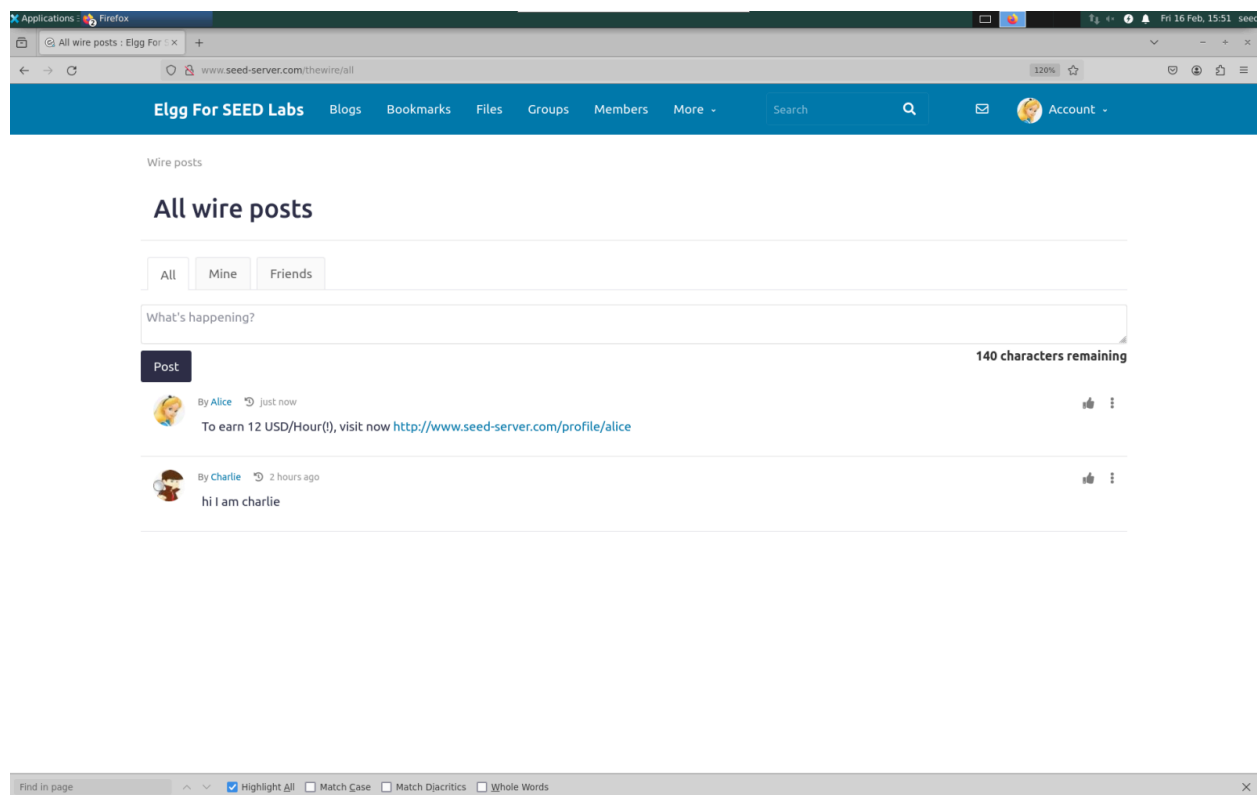 Applications : Firefox Fri 16 Feb, 15:51 seed
All wire posts : Elgg For S
www.seed-server.com/thewire/all 120%
Elgg For SEED Labs Blogs Bookmarks Files Groups Members More Search Account
Wire posts
All wire posts
All Mine Friends
What's happening?
140 characters remaining
Post
By Alice just now
To earn 12 USD/Hour(!), visit now http://www.seed-server.com/profile/alice
By Charlie 2 hours ago
hi I am charlie
Find in page Highlight All Match Case Match Diacritics Whole Words